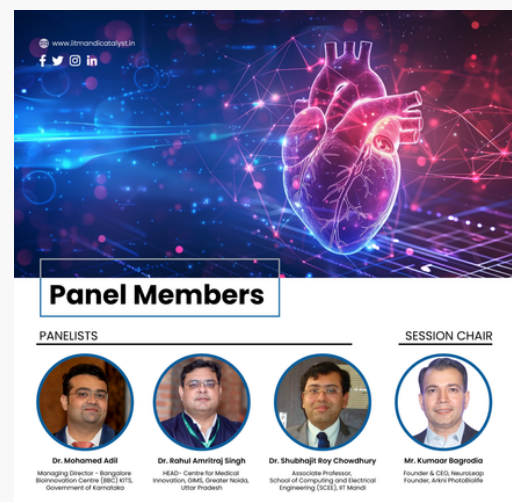 www.iitmandicatalyst.in
Panel Members
PANELISTS
SESSION CHAIR
Dr. Mohamed Adil
Managing Director - Bangalore
Bioinnovation Centre (BBC) KITS,
Government of Karnataka
Dr. Rahul Amritraj Singh
HEAD- Centre for Medical
Innovation, GIMS, Greater Noida,
Uttar Pradesh
Dr. Shubhajit Roy Chowdhury
Associate Professor,
School of Computing and Electrical
Engineering (SCEE), IIT Mandi
Mr. Kumaar Bagrodia
Founder & CEO, NeuroLeap
Founder, Arkni PhotoBiolife